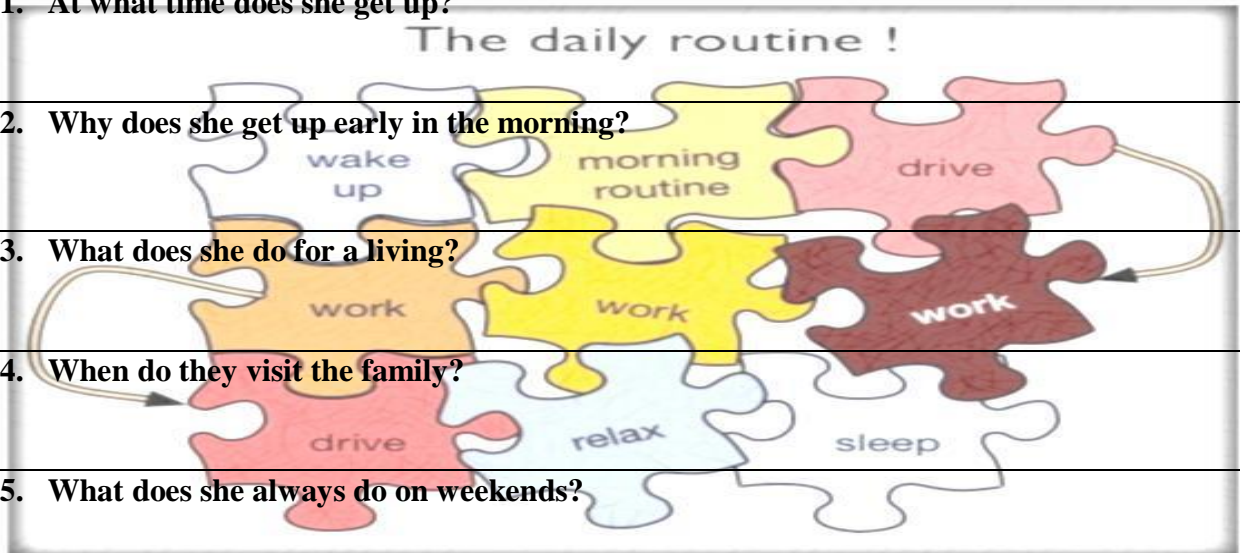 1. At what time does she get up?
The daily routine !
2. Why does she get up early in the morning?
wake
up
morning
routine
drive
3. What does she do for a living?
work
work
work
4. When do they visit the family?
drive
relax
sleep
5. What does she always do on weekends?